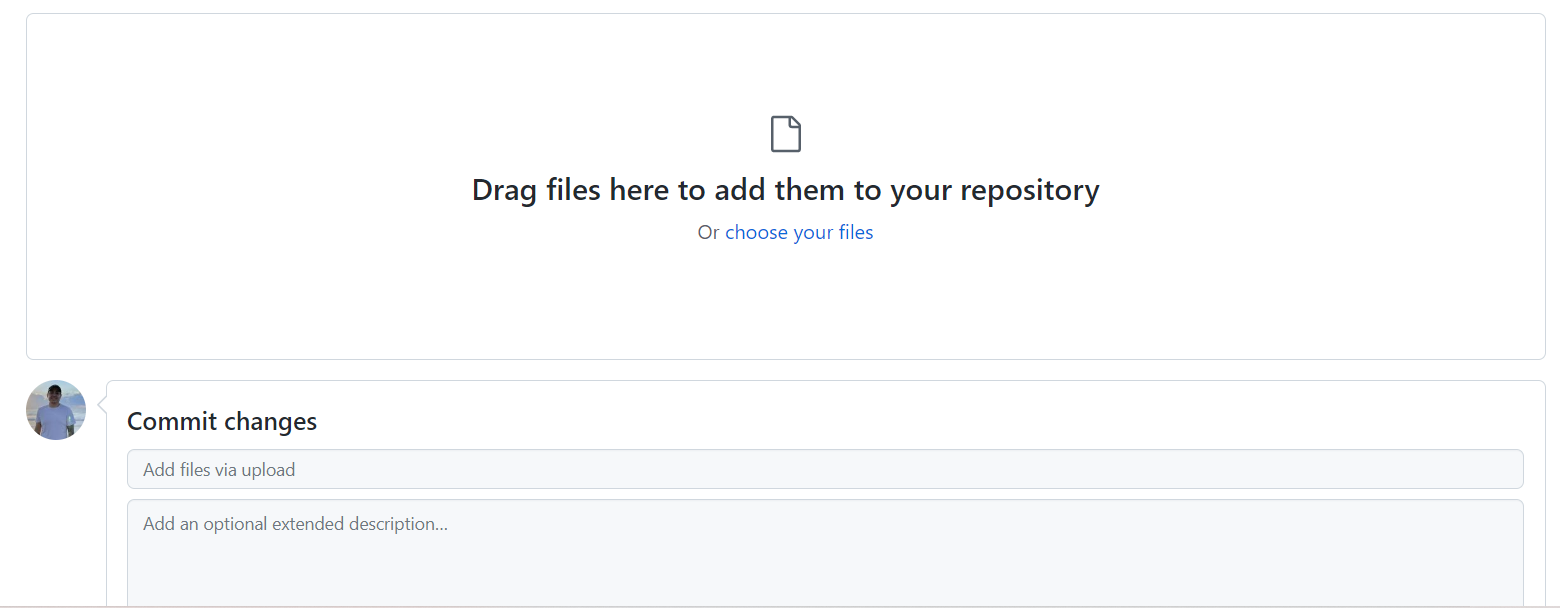 Drag files here to add them to your repository
Or choose your files
Commit changes
Add files via upload
Add an optional extended description...